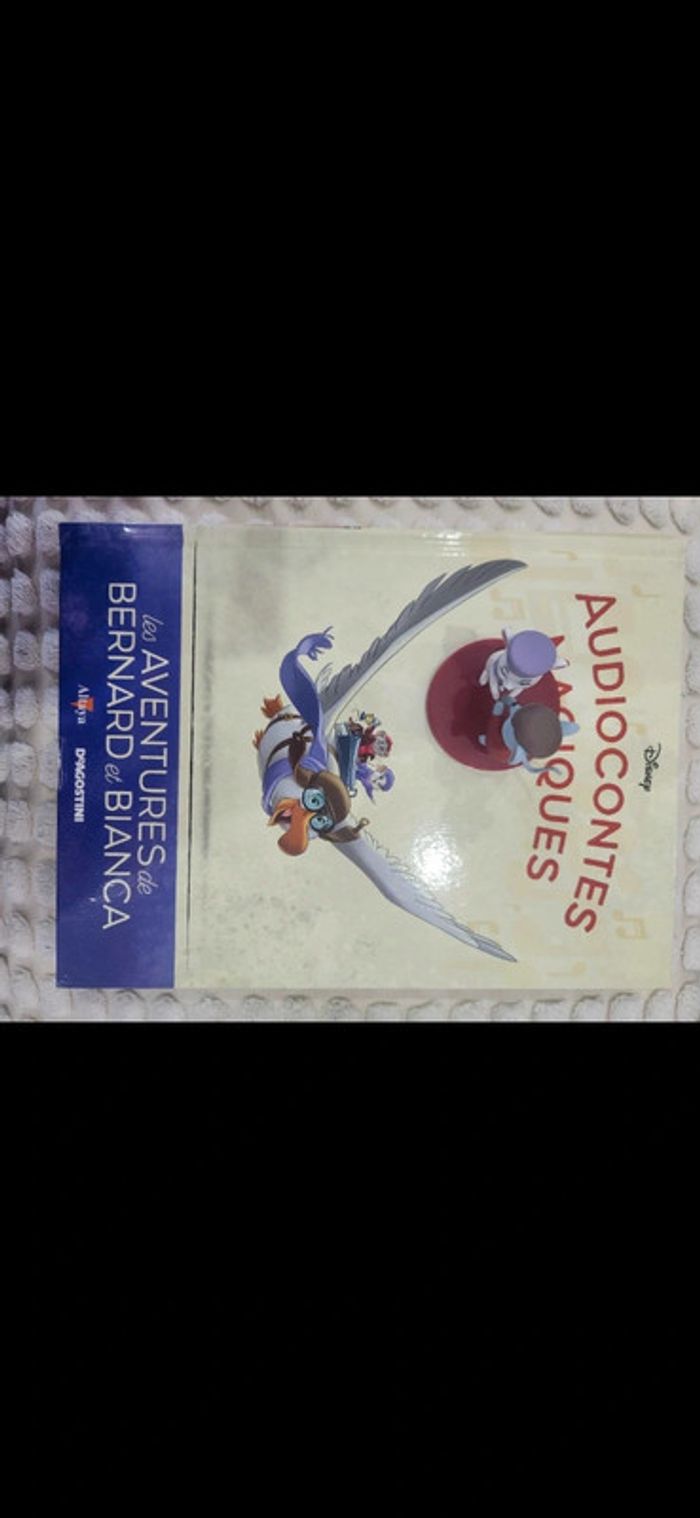 Disney
AUDIOCONTES
MAGIQUES
les AVENTURES de
BERNARD et BIANCA
Altaya
DeAGOSTINI